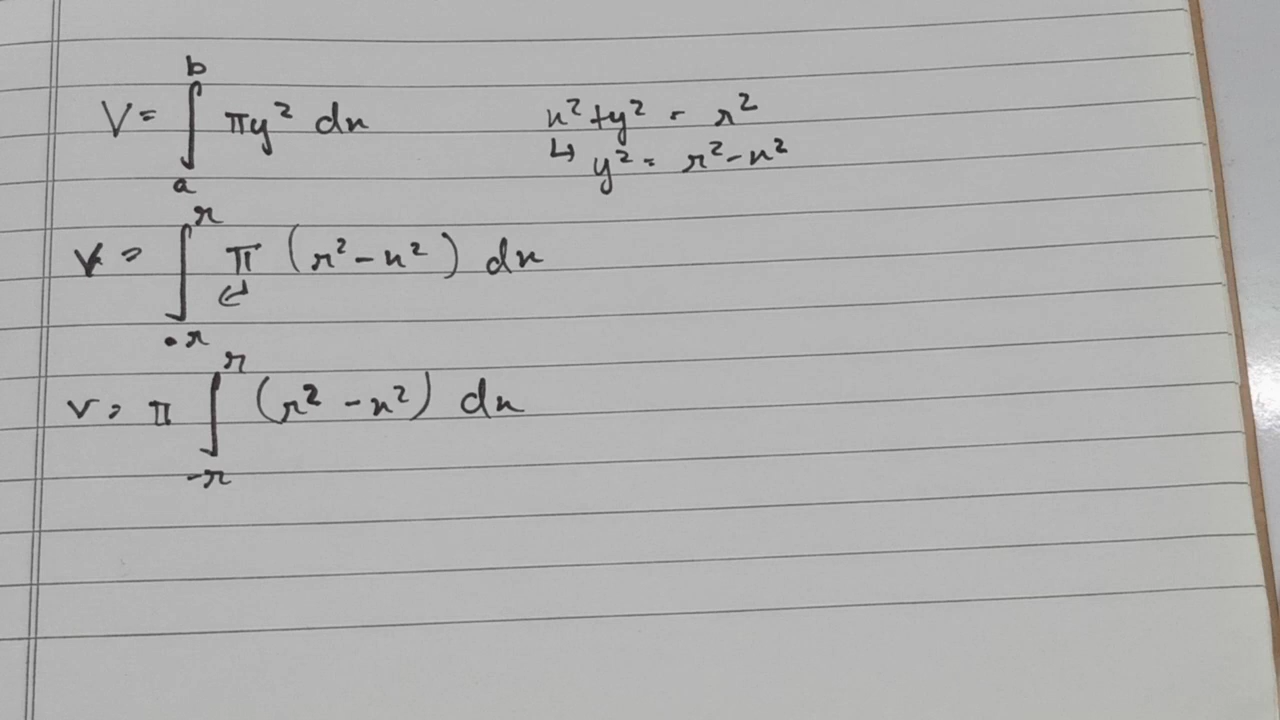 V = ∫_a^b πy² dx    x² + y² = r²
↳ y² = r² - x²
V = ∫_{-r}^{r} π (r² - x²) dx
V = π ∫_{-r}^{r} (r² - x²) dx